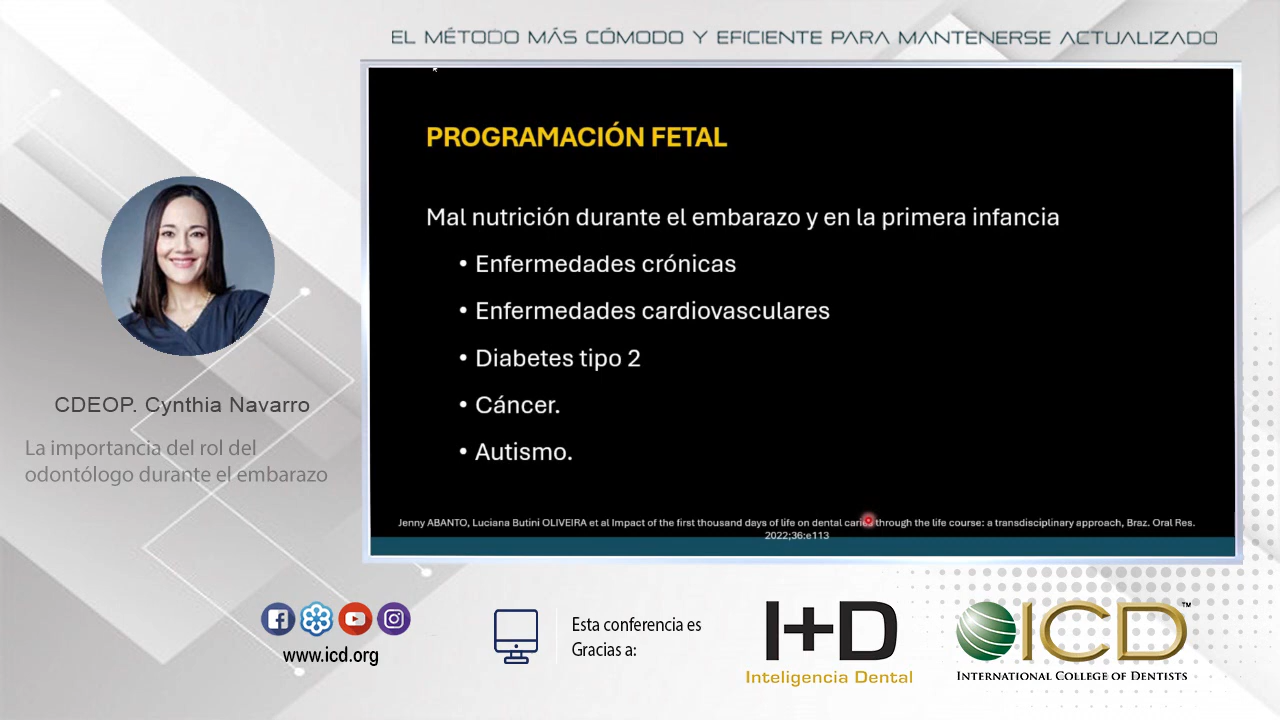 EL MÉTODO MÁS CÓMODO Y EFICIENTE PARA MANTENERSE ACTUALIZADO
PROGRAMACIÓN FETAL
Mal nutrición durante el embarazo y en la primera infancia
• Enfermedades crónicas
• Enfermedades cardiovasculares
• Diabetes tipo 2
• Cáncer.
• Autismo.
Jenny ABANTO, Luciana Butini OLIVEIRA et al Impact of the first thousand days of life on dental caries through the life course: a transdisciplinary approach, Braz. Oral Res.
2022;36:e113
CDEOP. Cynthia Navarro
La importancia del rol del
odontólogo durante el embarazo
www.icd.org
Esta conferencia es
Gracias a:
I+D
Inteligencia Dental
ICD™
INTERNATIONAL COLLEGE OF DENTISTS